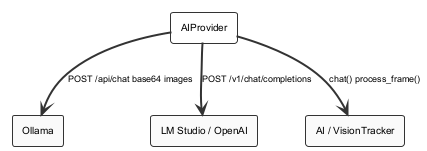 AIProvider
POST /api/chat base64 images
POST /v1/chat/completions
chat() process_frame()
Ollama
LM Studio / OpenAI
AI / VisionTracker